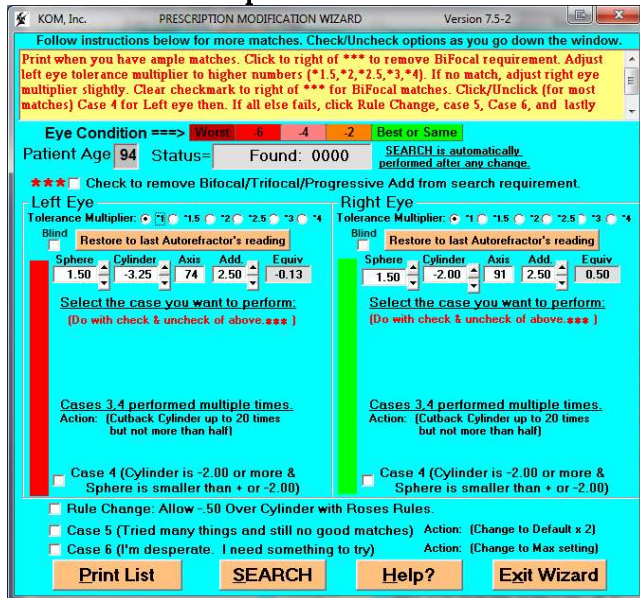 KOM, Inc. PRESCRIPTION MODIFICATION WIZARD Version 7.5-2
Follow instructions below for more matches. Check/Uncheck options as you go down the window.
Print when you have ample matches. Click to right of *** to remove BiFocal requirement. Adjust
left eye tolerance multiplier to higher numbers (*1.5,*2,*2.5,*3,*4). If no match, adjust right eye
multiplier slightly. Clear checkmark to right of *** for BiFocal matches. Click/Unclick (for most
matches) Case 4 for Left eye then. If all else fails, click Rule Change, case 5, Case 6, and lastly
Eye Condition ===> Worst -6 -4 -2 Best or Same
Patient Age 94 Status= Found: 0000 SEARCH is automatically
performed after any change.
*** Check to remove Bifocal/Trifocal/Progressive Add from search requirement.
Left Eye Right Eye
Tolerance Multiplier: *1 *1.5 *2 *2.5 *3 *4 Tolerance Multiplier: *1 *1.5 *2 *2.5 *3 *4
Blind Restore to last Autorefractor's reading Blind Restore to last Autorefractor's reading
Sphere Cylinder Axis Add. Equiv Sphere Cylinder Axis Add. Equiv
1.50 -3.25 74 2.50 -0.13 1.50 -2.00 91 2.50 0.50
Select the case you want to perform: Select the case you want to perform:
(Do with check & uncheck of above.*** ) (Do with check & uncheck of above.*** )
Cases 3,4 performed multiple times. Cases 3,4 performed multiple times.
Action: (Cutback Cylinder up to 20 times Action: (Cutback Cylinder up to 20 times
but not more than half) but not more than half)
Case 4 (Cylinder is -2.00 or more & Case 4 (Cylinder is -2.00 or more &
Sphere is smaller than + or -2.00) Sphere is smaller than + or -2.00)
Rule Change: Allow -.50 Over Cylinder with Roses Rules.
Case 5 (Tried many things and still no good matches) Action: (Change to Default x 2)
Case 6 (I'm desperate. I need something to try) Action: (Change to Max setting)
Print List SEARCH Help? Exit Wizard